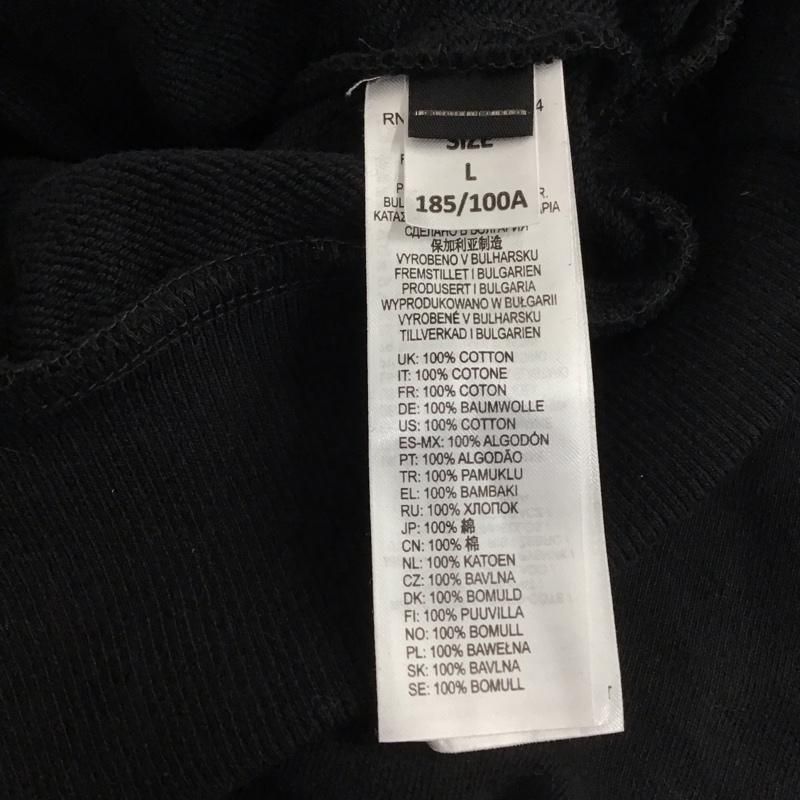 RN 4
SIZE
L
185/100A
СДЕЛАНО В БОЛГАРИЯ
保加利亚制造
VYROBENO V BULHARSKU
FREMSTILLET I BULGARIEN
PRODUSERT I BULGARIA
WYPRODUKOWANO W BUŁGARII
VYROBENÉ V BULHARSKU
TILLVERKAD I BULGARIEN
UK: 100% COTTON
IT: 100% COTONE
FR: 100% COTON
DE: 100% BAUMWOLLE
US: 100% COTTON
ES-MX: 100% ALGODÓN
PT: 100% ALGODÃO
TR: 100% PAMUKLU
EL: 100% ΒΑΜΒΑΚΙ
RU: 100% ХЛОПОК
JP: 100% 綿
CN: 100% 棉
NL: 100% KATOEN
CZ: 100% BAVLNA
DK: 100% BOMULD
FI: 100% PUUVILLA
NO: 100% BOMULL
PL: 100% BAWEŁNA
SK: 100% BAVLNA
SE: 100% BOMULL